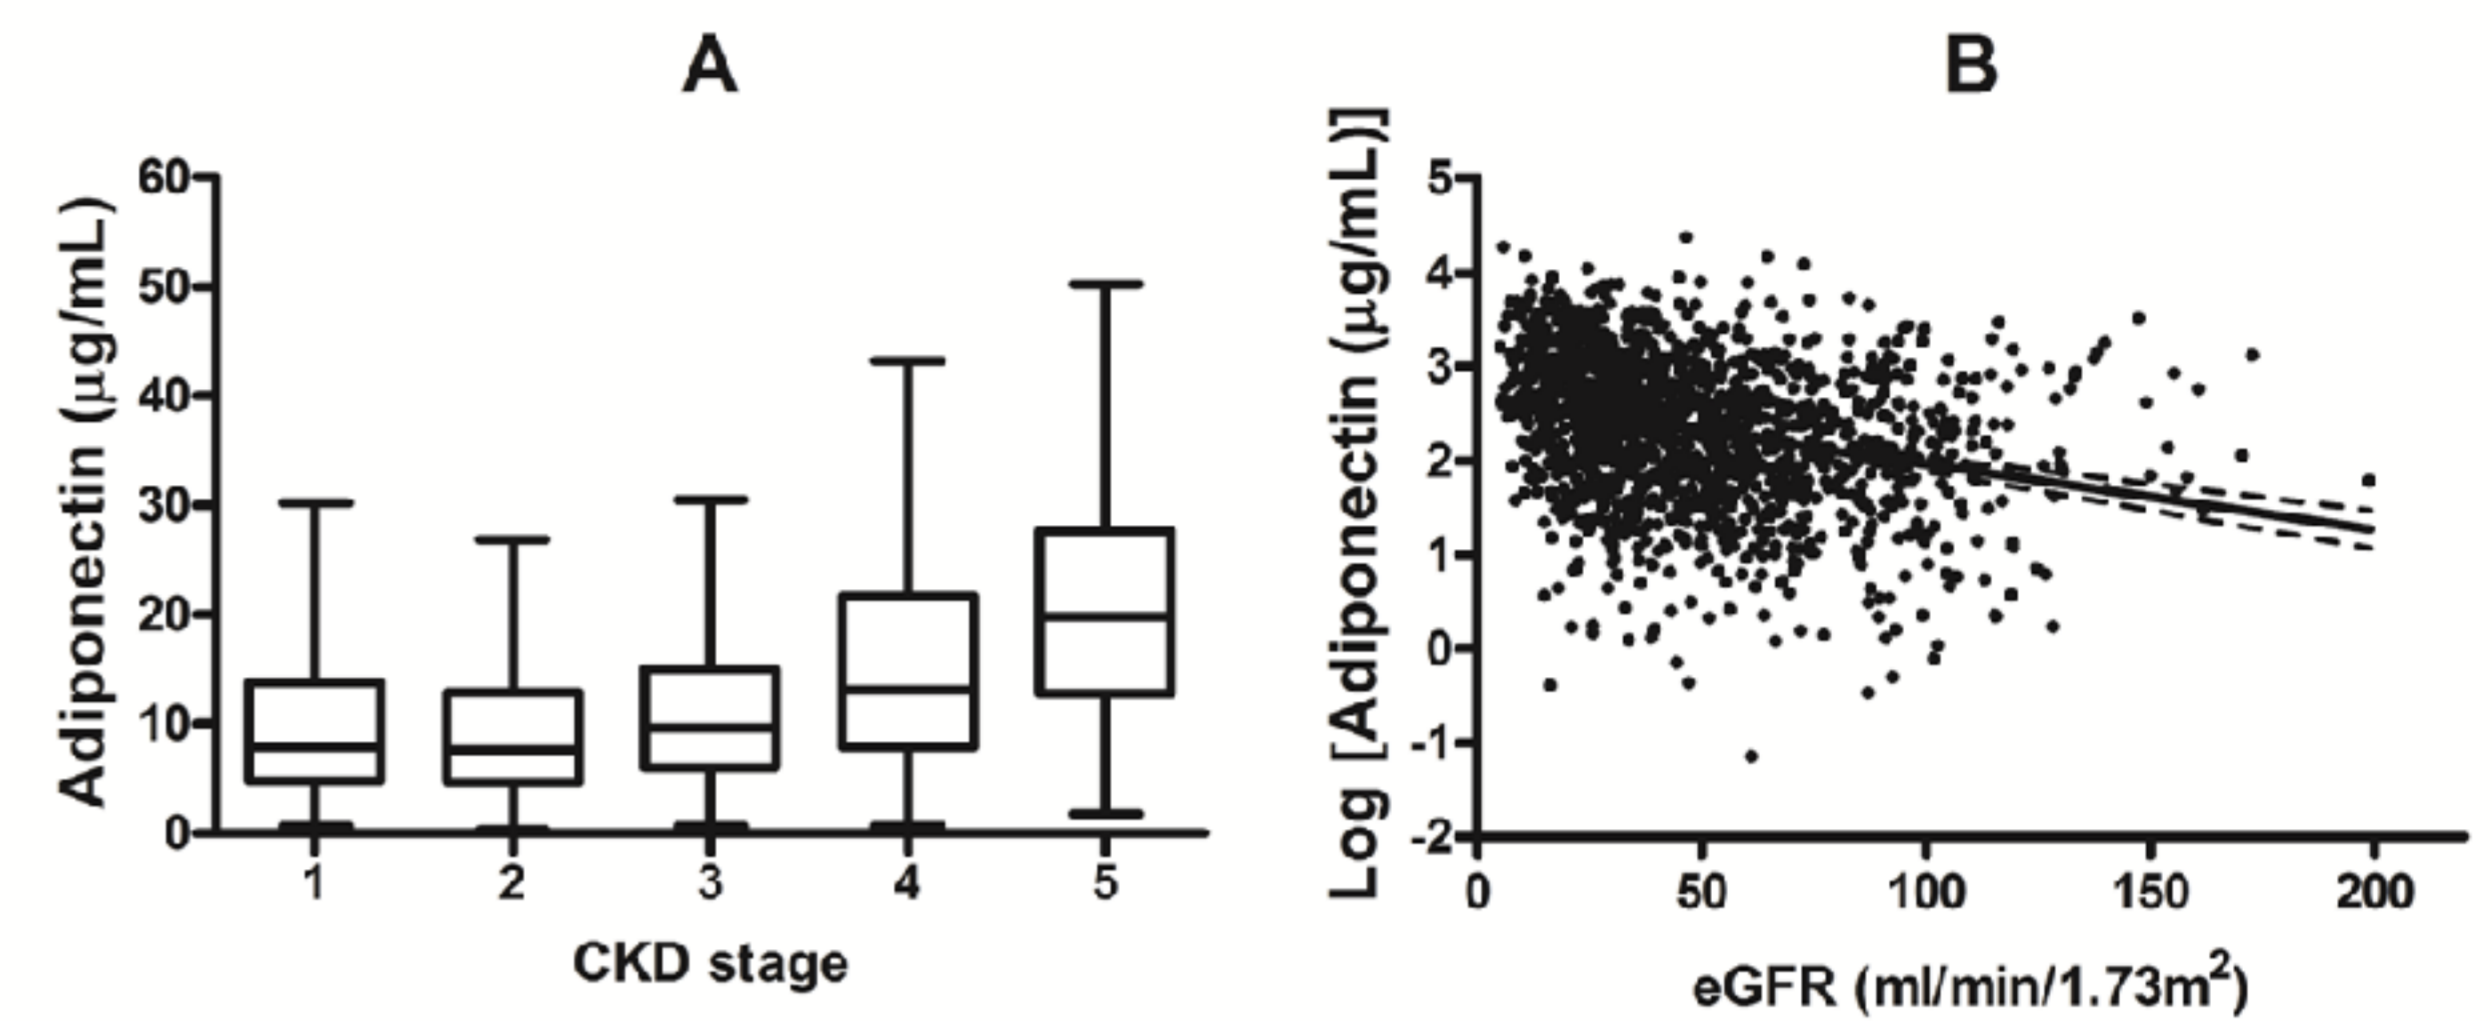 A
Adiponectin (μg/mL)
60
50
40
30
20
10
0
1 2 3 4 5
CKD stage
B
Log [Adiponectin (μg/mL)]
5
4
3
2
1
0
-1
-2
0 50 100 150 200
eGFR (ml/min/1.73m²)